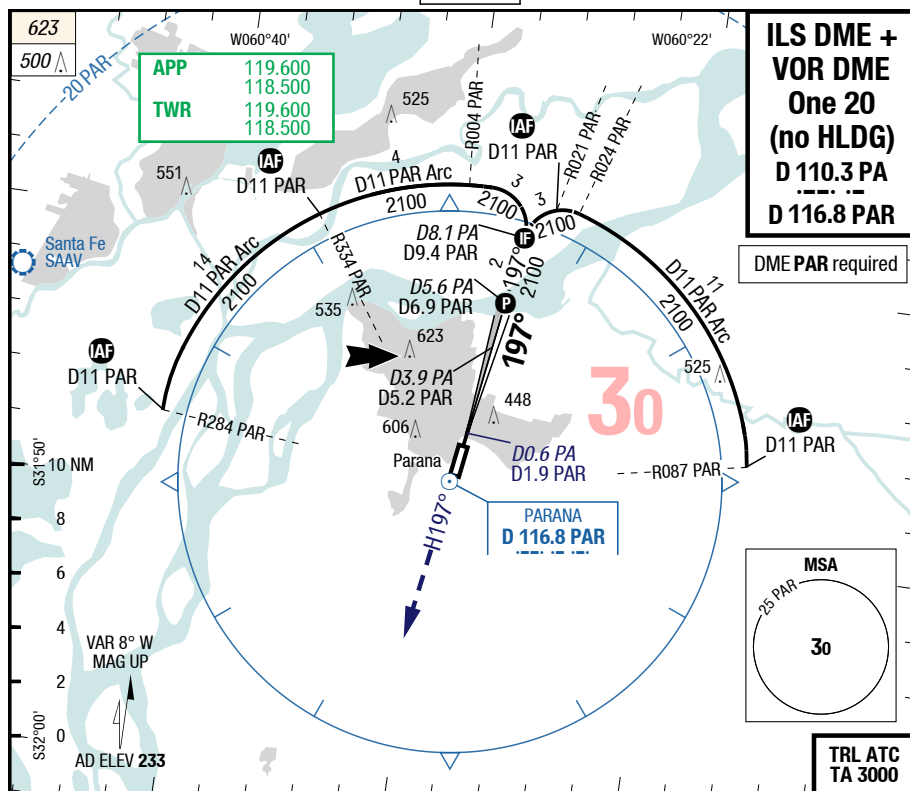 623
500
20 PAR
W060°40'
W060°22'
APP 119.600
118.500
TWR 119.600
118.500
ILS DME +
VOR DME
One 20
(no HLDG)
D 110.3 PA
D 116.8 PAR
DME PAR required
525
551
R004 PAR
IAF
D11 PAR
IAF
D11 PAR
R021 PAR
R024 PAR
4
D11 PAR Arc
2100
3
2100
3
2100
Santa Fe
SAAV
14
D11 PAR Arc
2100
R334 PAR
D8.1 PA
D9.4 PAR
IF
2
197°
2100
11
D11 PAR Arc
2100
D5.6 PA
D6.9 PAR
P
197°
535
623
IAF
D11 PAR
D3.9 PA
D5.2 PAR
525
30
448
606
R284 PAR
IAF
D11 PAR
Parana
D0.6 PA
D1.9 PAR
R087 PAR
S31°50'
10 NM
8
6
4
2
0
S32°00'
PARANA
D 116.8 PAR
H197°
MSA
25 PAR
30
VAR 8° W
MAG UP
AD ELEV 233
TRL ATC
TA 3000